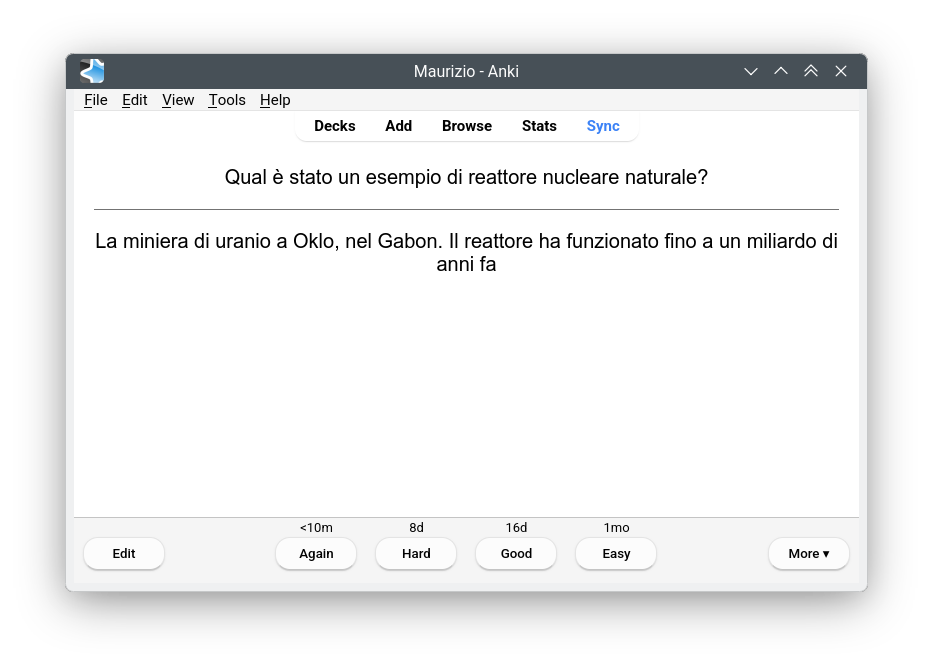 Maurizio - Anki
File Edit View Tools Help
Decks Add Browse Stats Sync
Qual è stato un esempio di reattore nucleare naturale?
La miniera di uranio a Oklo, nel Gabon. Il reattore ha funzionato fino a un miliardo di
anni fa
<10m 8d 16d 1mo
Edit Again Hard Good Easy More ▾